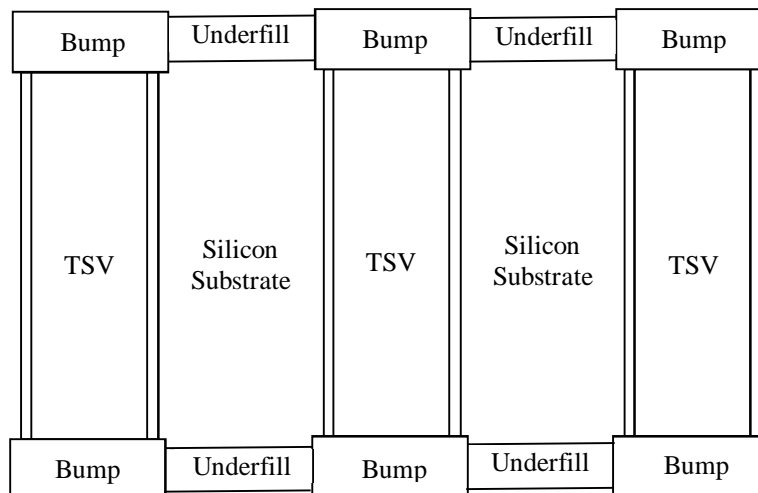 Bump
Underfill
Bump
Underfill
Bump
TSV
Silicon
Substrate
TSV
Silicon
Substrate
TSV
Bump
Underfill
Bump
Underfill
Bump